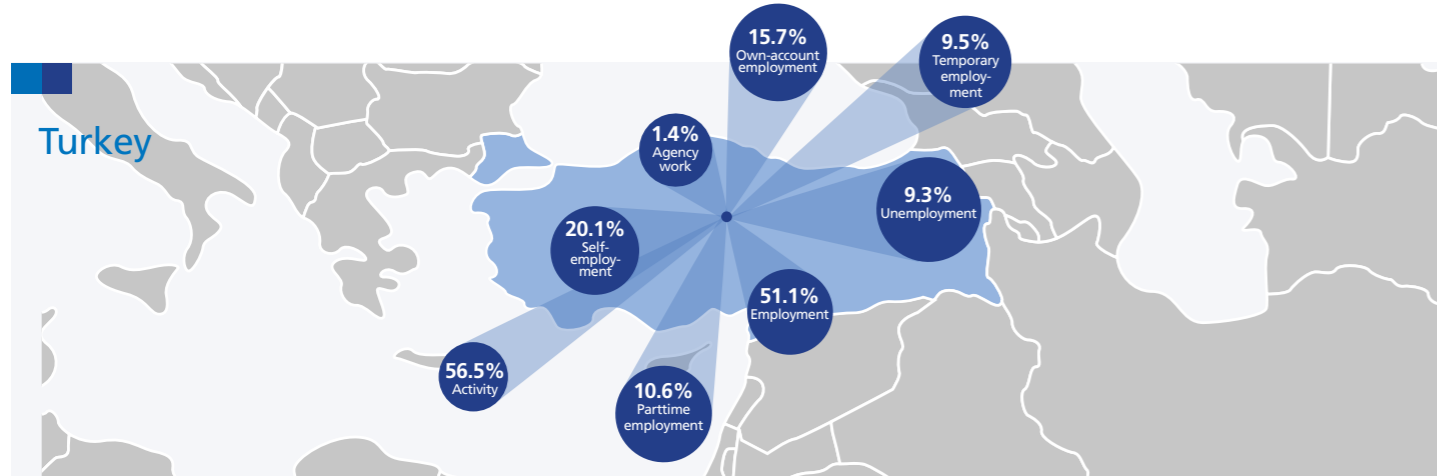 Turkey
15.7%
Own-account
employment
9.5%
Temporary
employ-
ment
1.4%
Agency
work
9.3%
Unemployment
20.1%
Self-
employ-
ment
51.1%
Employment
56.5%
Activity
10.6%
Parttime
employment